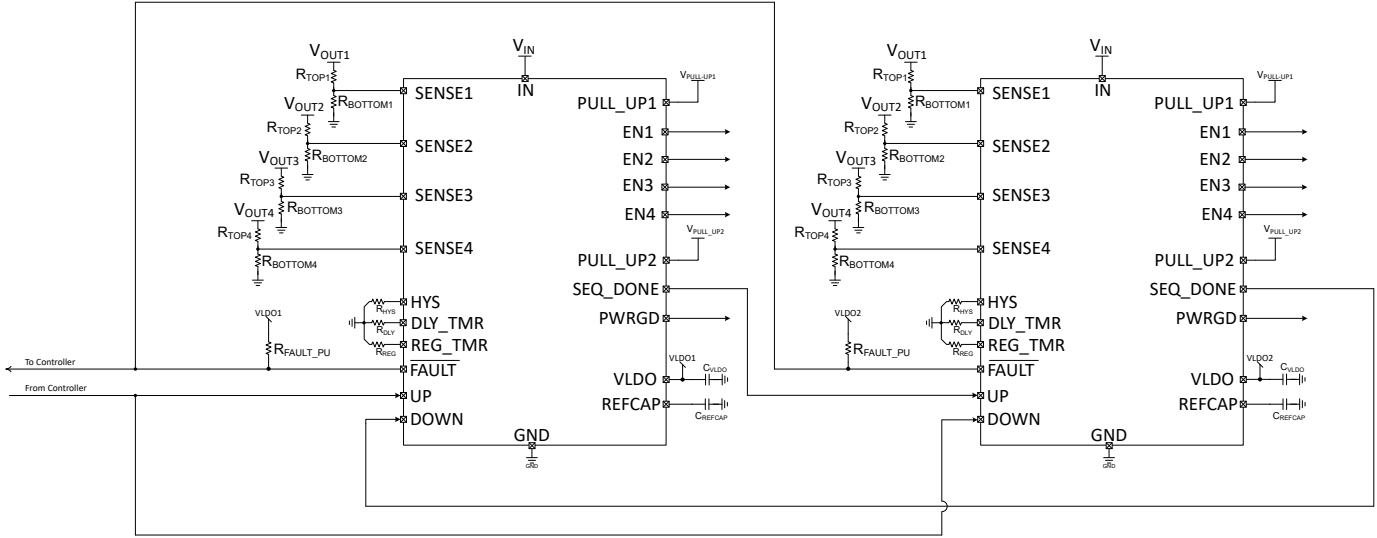 VIN
VOUT1
RTOP1
RBOTTOM1
SENSE1
IN
VPULL-UP1
PULL_UP1
VOUT2
RTOP2
RBOTTOM2
SENSE2
EN1
EN2
VOUT3
RTOP3
RBOTTOM3
SENSE3
EN3
EN4
VOUT4
RTOP4
RBOTTOM4
SENSE4
VPULL_UP2
PULL_UP2
SEQ_DONE
HYS
RHYS
PWRGD
DLY_TMR
RDLY
REG_TMR
RREG
VLDO1
RFAULT_PU
To Controller
FAULT
From Controller
UP
DOWN
VLDO1
CVLDO
VLDO
REFCAP
CREFCAP
GND
GND
VIN
VOUT1
RTOP1
RBOTTOM1
SENSE1
IN
VPULL-UP1
PULL_UP1
VOUT2
RTOP2
RBOTTOM2
SENSE2
EN1
EN2
VOUT3
RTOP3
RBOTTOM3
SENSE3
EN3
EN4
VOUT4
RTOP4
RBOTTOM4
SENSE4
VPULL_UP2
PULL_UP2
SEQ_DONE
HYS
RHYS
PWRGD
DLY_TMR
RDLY
REG_TMR
RREG
VLDO2
RFAULT_PU
FAULT
UP
DOWN
VLDO2
CVLDO
VLDO
REFCAP
CREFCAP
GND
GND